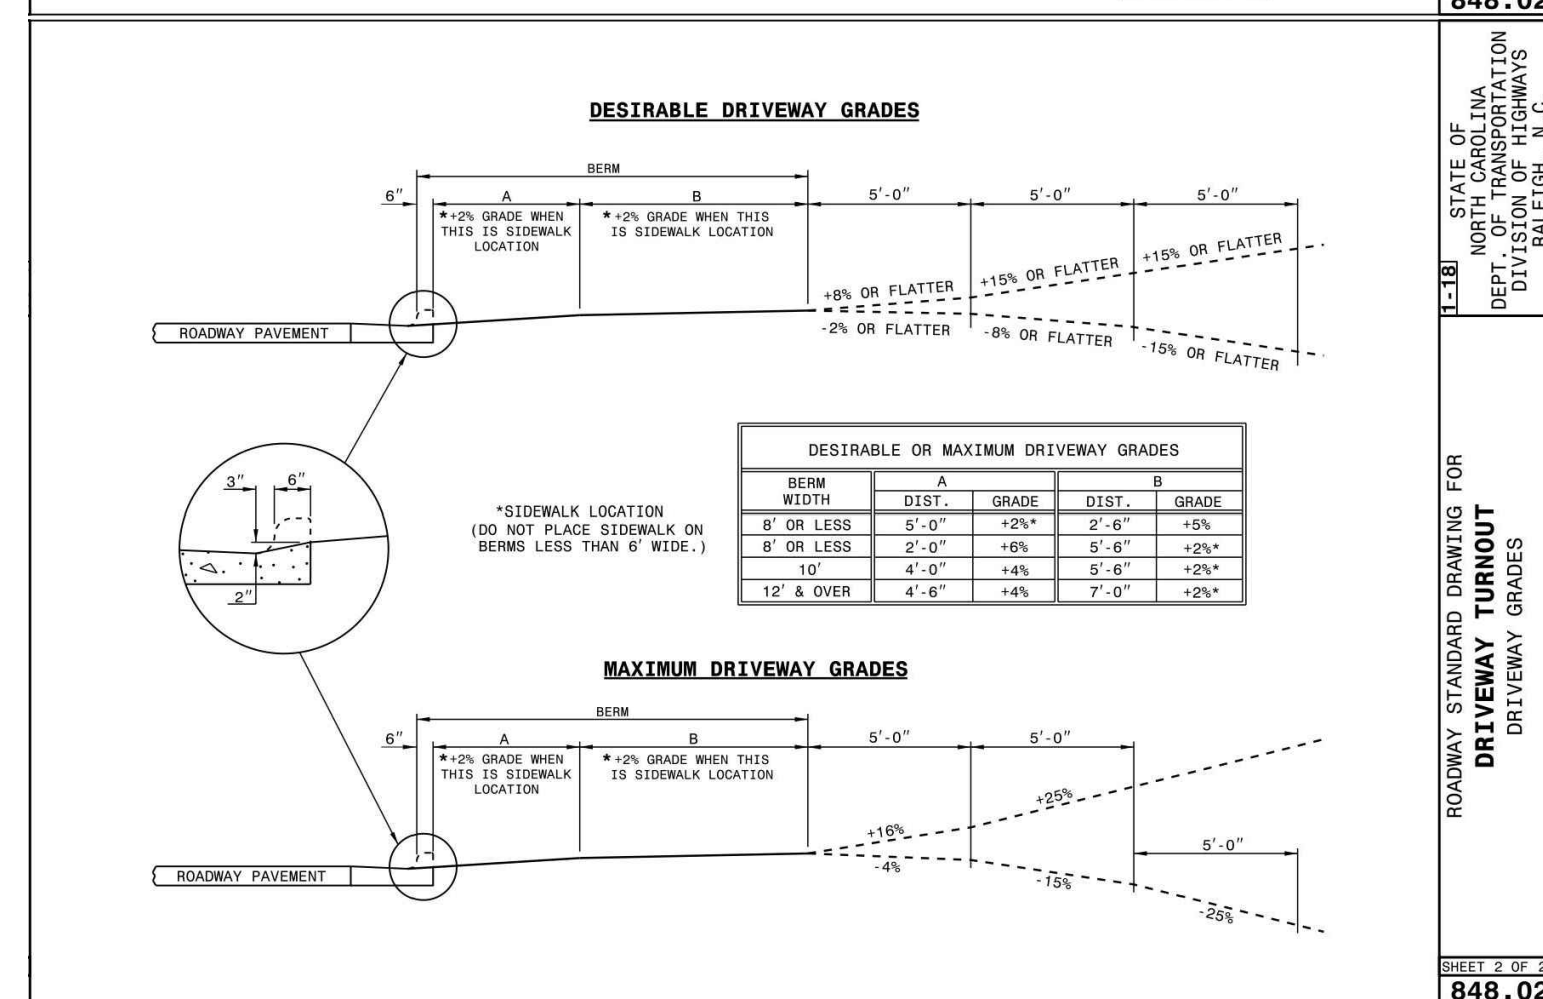 848.02
DESIRABLE DRIVEWAY GRADES
BERM
6" A B 5'-0" 5'-0" 5'-0"
*+2% GRADE WHEN
THIS IS SIDEWALK
LOCATION
*+2% GRADE WHEN THIS
IS SIDEWALK LOCATION
+8% OR FLATTER
+15% OR FLATTER
+15% OR FLATTER
-2% OR FLATTER
-8% OR FLATTER
-15% OR FLATTER
ROADWAY PAVEMENT
3" 6"
2"
*SIDEWALK LOCATION
(DO NOT PLACE SIDEWALK ON
BERMS LESS THAN 6' WIDE.)
DESIRABLE OR MAXIMUM DRIVEWAY GRADES
BERM WIDTH A B
DIST. GRADE DIST. GRADE
8' OR LESS 5'-0" +2%* 2'-6" +5%
8' OR LESS 2'-0" +6% 5'-6" +2%*
10' 4'-0" +4% 5'-6" +2%*
12' & OVER 4'-6" +4% 7'-0" +2%*
MAXIMUM DRIVEWAY GRADES
BERM
6" A B 5'-0" 5'-0"
*+2% GRADE WHEN
THIS IS SIDEWALK
LOCATION
*+2% GRADE WHEN THIS
IS SIDEWALK LOCATION
+16%
+25%
-4%
-15%
5'-0"
-25%
ROADWAY PAVEMENT
1-18
STATE OF
NORTH CAROLINA
DEPT. OF TRANSPORTATION
DIVISION OF HIGHWAYS
RALEIGH, N.C.
ROADWAY STANDARD DRAWING FOR
DRIVEWAY TURNOUT
DRIVEWAY GRADES
SHEET 2 OF 2
848.02